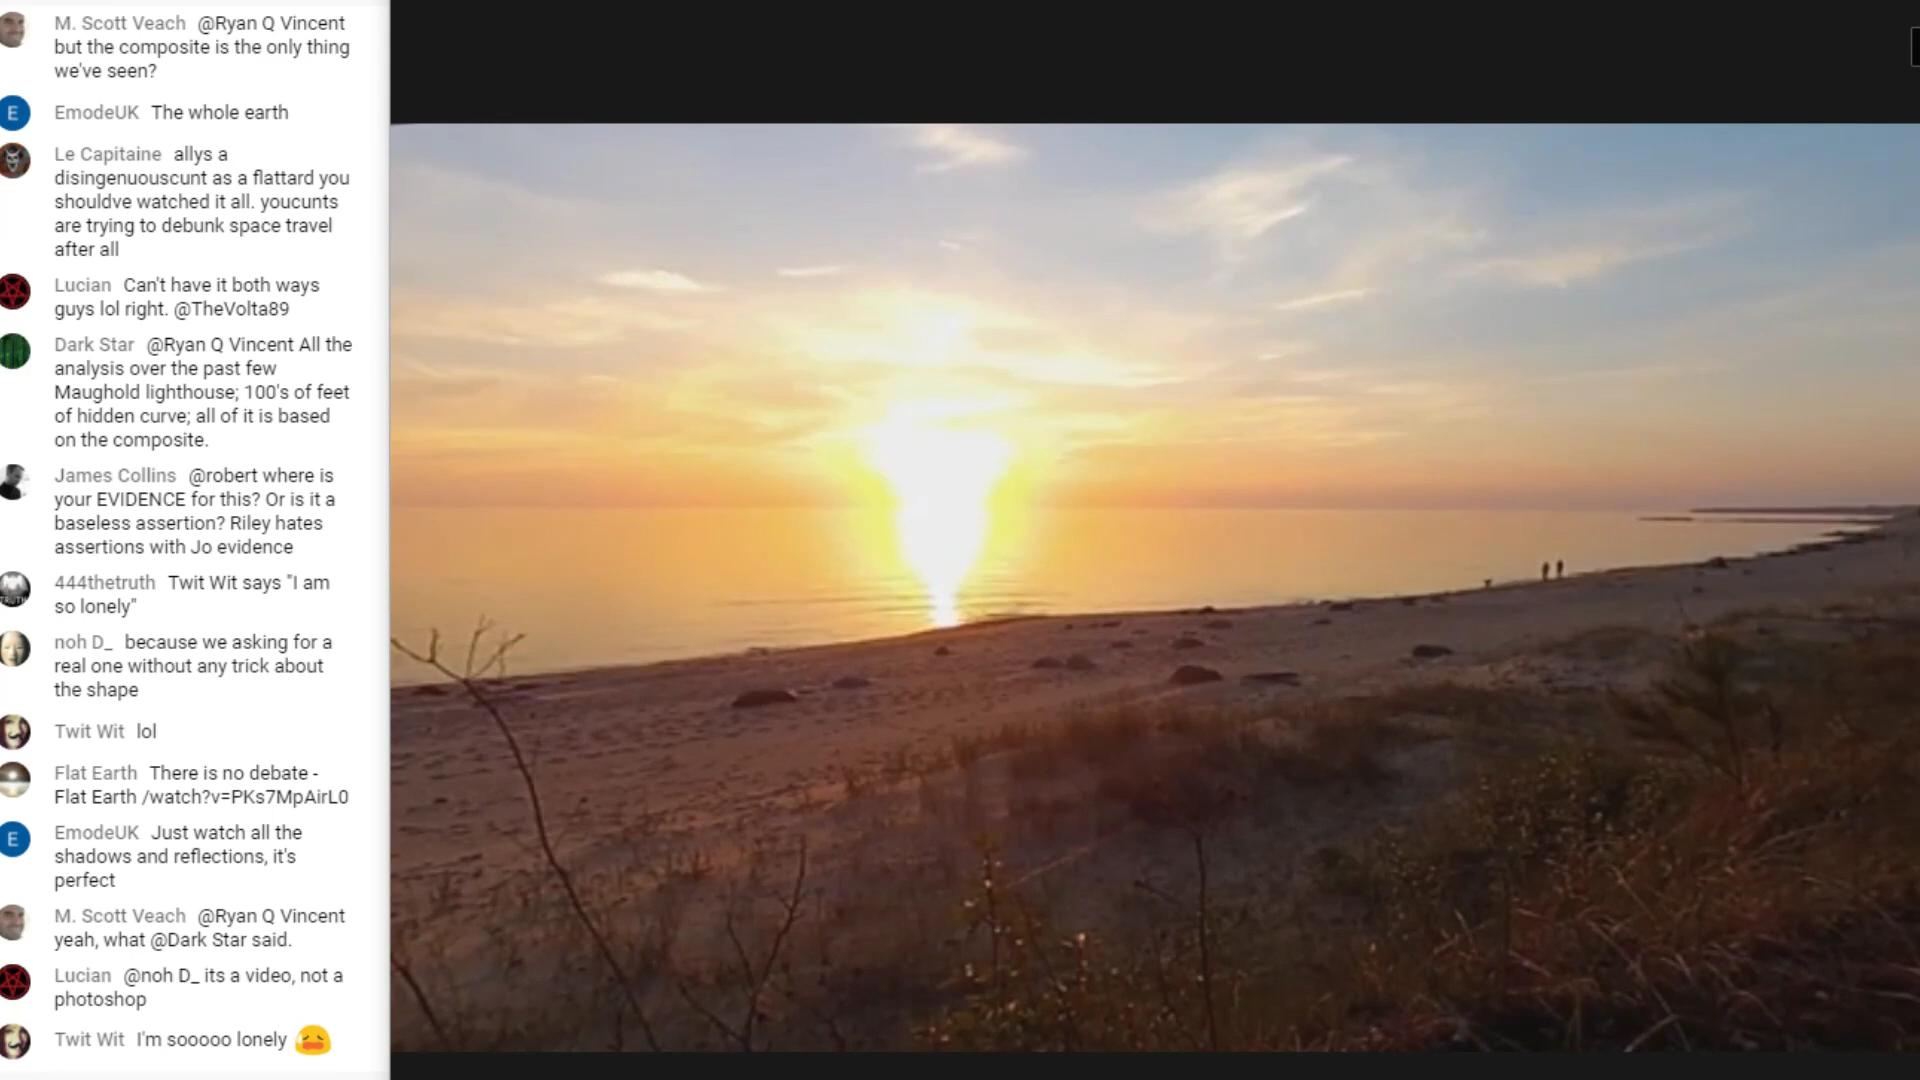 M. Scott Veach @Ryan Q Vincent
but the composite is the only thing
we've seen?
E EmodeUK The whole earth
Le Capitaine allys a
disingenuouscunt as a flattard you
shouldve watched it all. youcunts
are trying to debunk space travel
after all
Lucian Can't have it both ways
guys lol right. @TheVolta89
Dark Star @Ryan Q Vincent All the
analysis over the past few
Maughold lighthouse; 100's of feet
of hidden curve; all of it is based
on the composite.
James Collins @robert where is
your EVIDENCE for this? Or is it a
baseless assertion? Riley hates
assertions with Jo evidence
444thetruth Twit Wit says "I am
so lonely"
TRUTH
noh D_ because we asking for a
real one without any trick about
the shape
Twit Wit lol
Flat Earth There is no debate -
Flat Earth /watch?v=PKs7MpAirL0
E EmodeUK Just watch all the
shadows and reflections, it's
perfect
M. Scott Veach @Ryan Q Vincent
yeah, what @Dark Star said.
Lucian @noh D_ its a video, not a
photoshop
Twit Wit I'm sooooo lonely